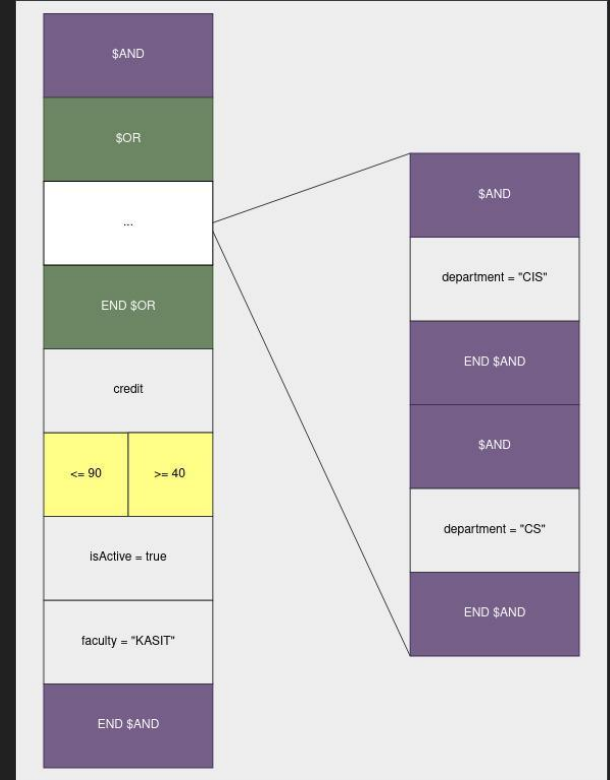 $AND
$OR
...
END $OR
credit
<= 90
>= 40
isActive = true
faculty = "KASIT"
END $AND
$AND
department = "CIS"
END $AND
$AND
department = "CS"
END $AND